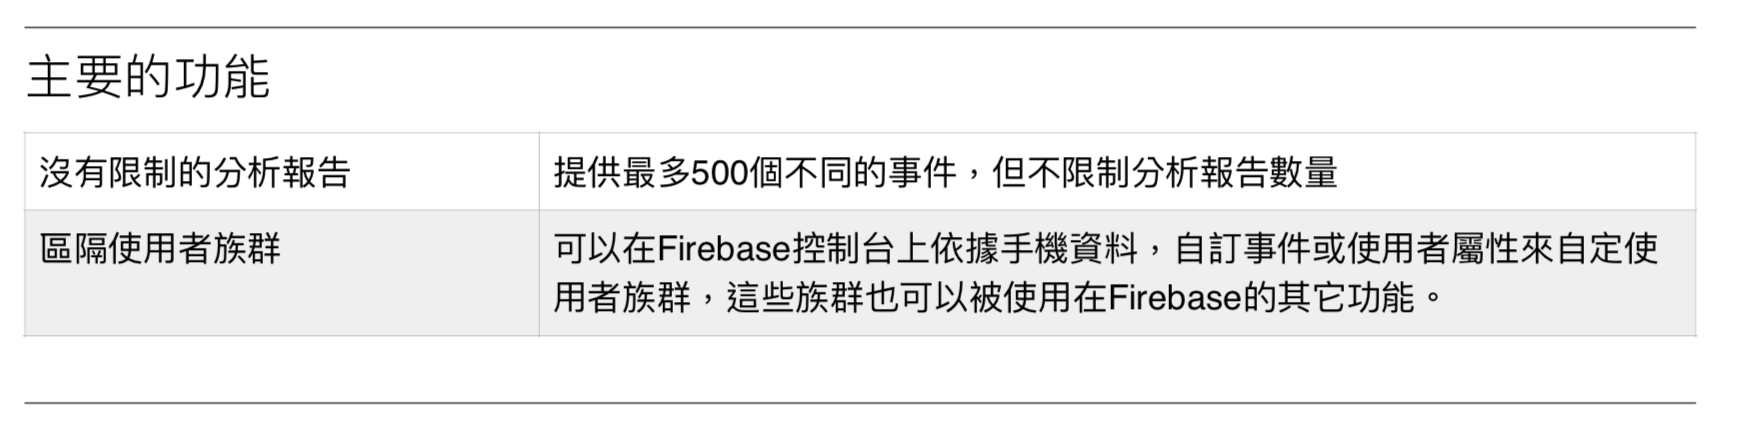 主要的功能
沒有限制的分析報告
提供最多500個不同的事件，但不限制分析報告數量
區隔使用者族群
可以在Firebase控制台上依據手機資料，自訂事件或使用者屬性來自定使
用者族群，這些族群也可以被使用在Firebase的其它功能。